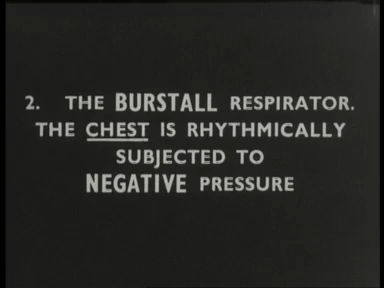 2. THE BURSTALL RESPIRATOR.
THE CHEST IS RHYTHMICALLY
SUBJECTED TO
NEGATIVE PRESSURE